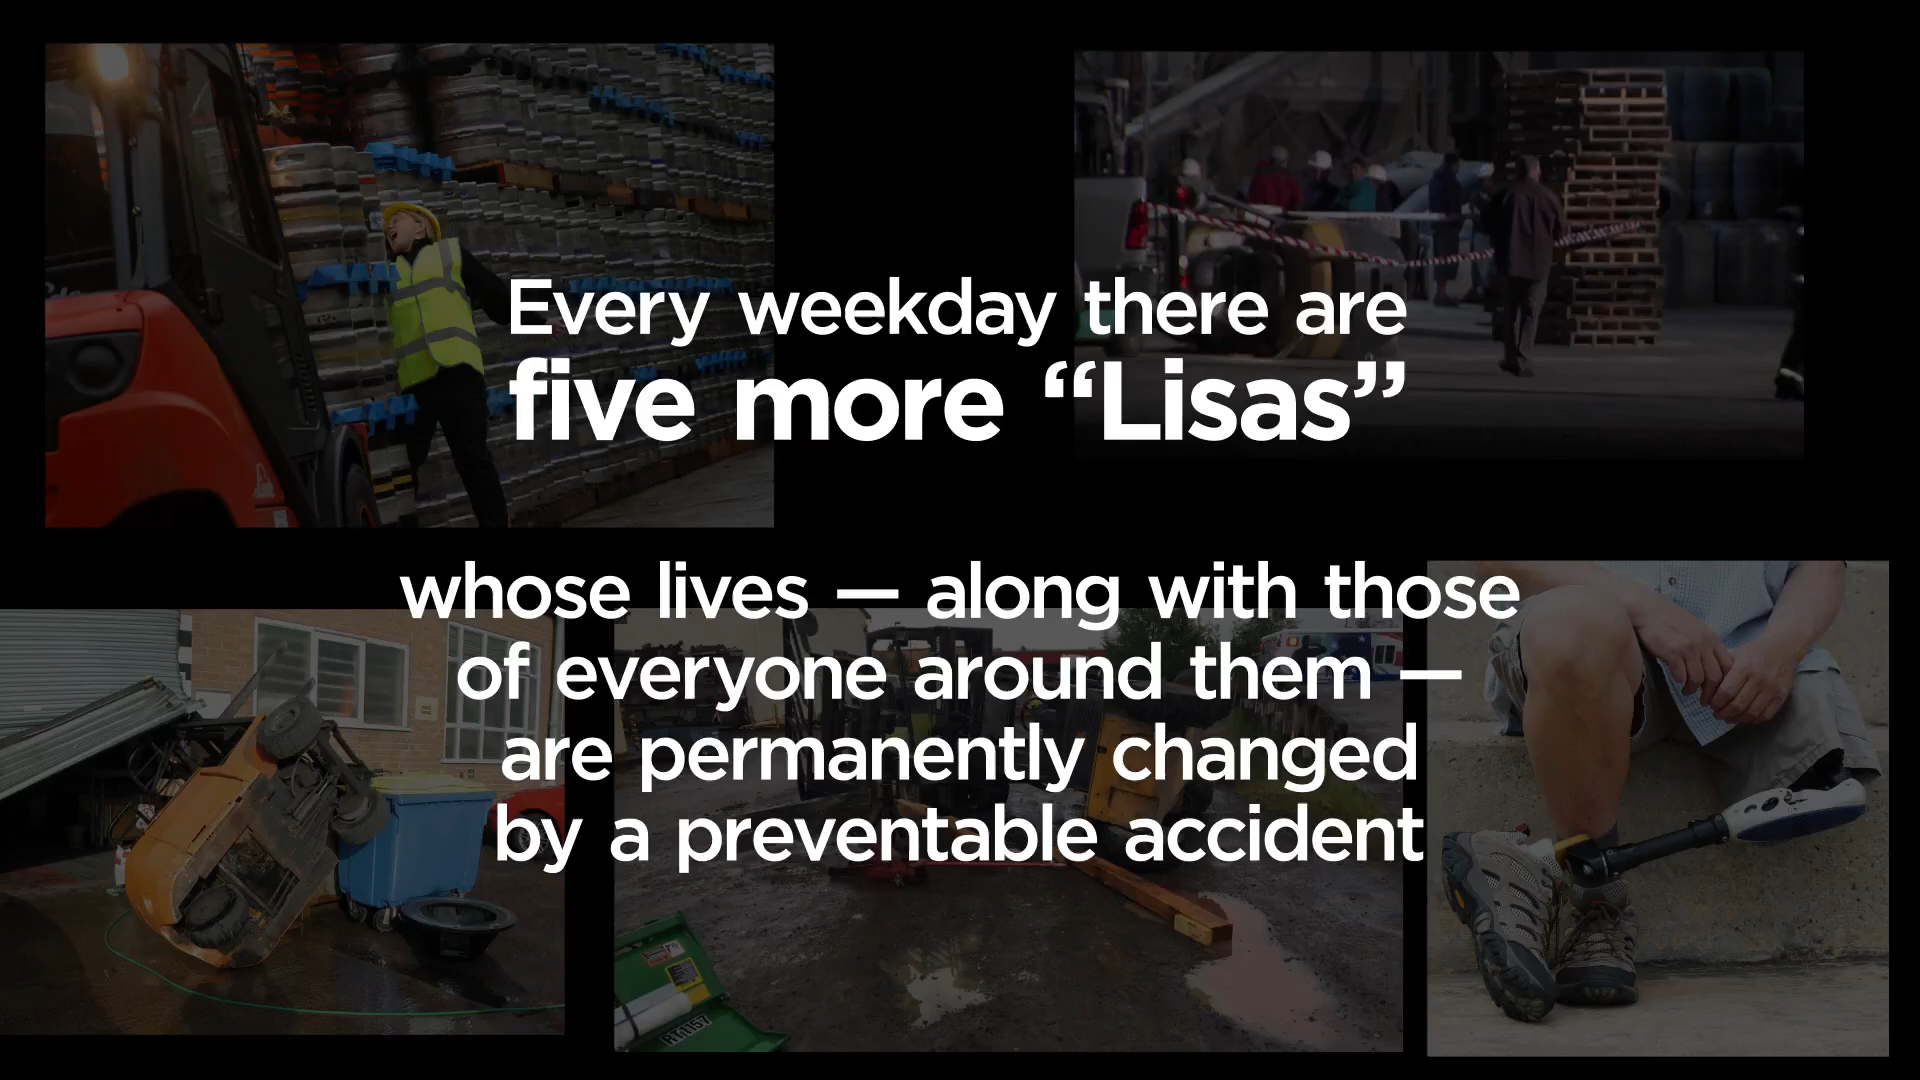 Every weekday there are
five more “Lisas”
whose lives — along with those
of everyone around them —
are permanently changed
by a preventable accident
RT1157